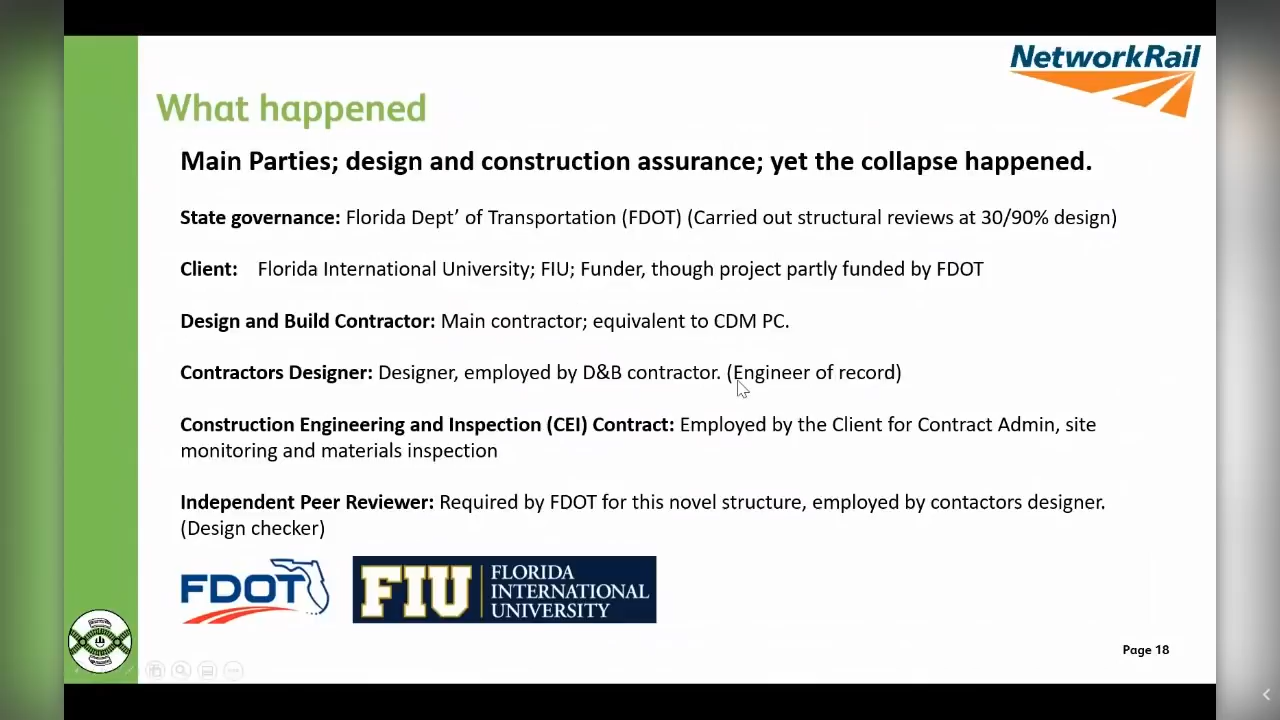 NetworkRail
What happened
Main Parties; design and construction assurance; yet the collapse happened.
State governance: Florida Dept’ of Transportation (FDOT) (Carried out structural reviews at 30/90% design)
Client: Florida International University; FIU; Funder, though project partly funded by FDOT
Design and Build Contractor: Main contractor; equivalent to CDM PC.
Contractors Designer: Designer, employed by D&B contractor. (Engineer of record)
Construction Engineering and Inspection (CEI) Contract: Employed by the Client for Contract Admin, site
monitoring and materials inspection
Independent Peer Reviewer: Required by FDOT for this novel structure, employed by contactors designer.
(Design checker)
FDOT
FIU
FLORIDA
INTERNATIONAL
UNIVERSITY
Page 18